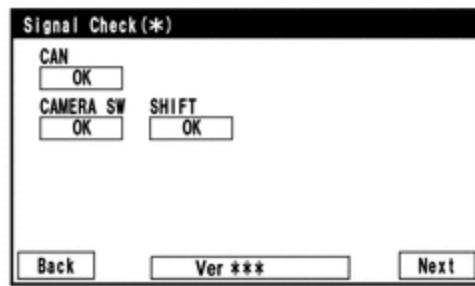 Signal Check(*)
CAN
OK
CAMERA SW SHIFT
OK OK
Back Ver *** Next